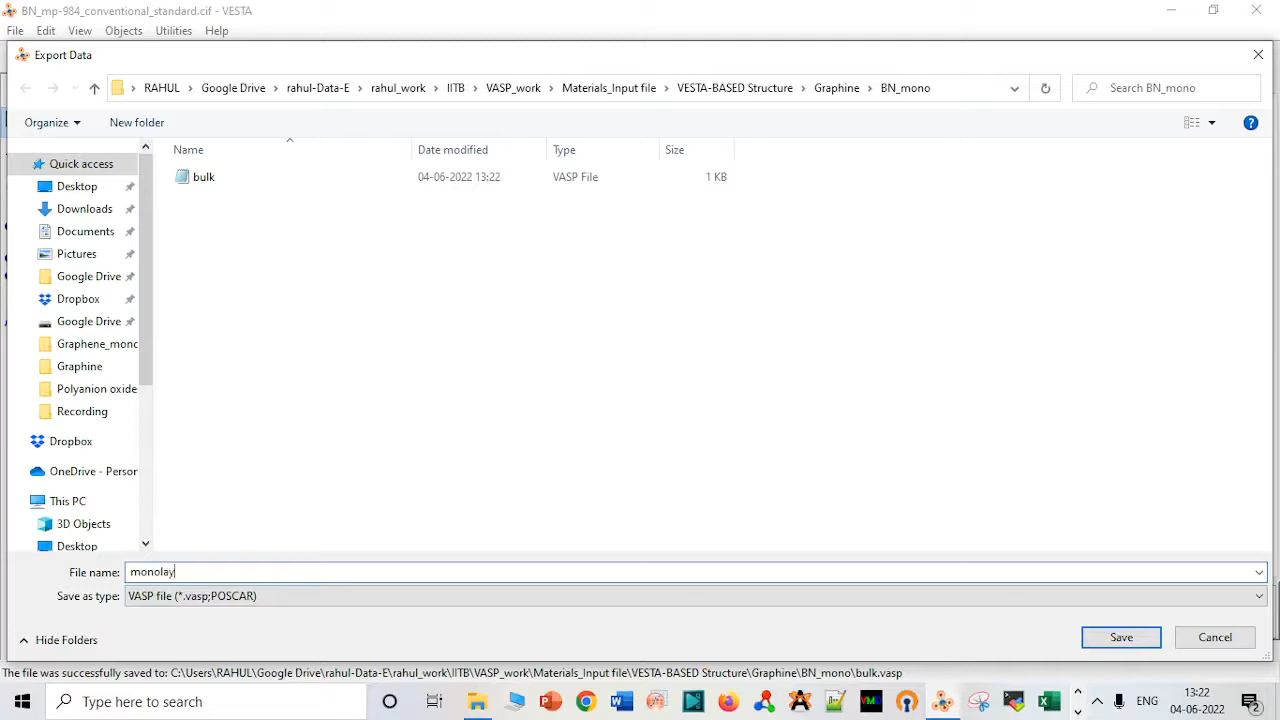 BN_mp-984_conventional_standard.cif - VESTA
File Edit View Objects Utilities Help
Export Data
RAHUL › Google Drive › rahul-Data-E › rahul_work › IITB › VASP_work › Materials_Input file › VESTA-BASED Structure › Graphine › BN_mono
Search BN_mono
Organize
New folder
Name Date modified Type Size
bulk 04-06-2022 13:22 VASP File 1 KB
Quick access
Desktop
Downloads
Documents
Pictures
Google Drive
Dropbox
Google Drive
Graphene_monc
Graphine
Polyanion oxide
Recording
Dropbox
OneDrive - Person
This PC
3D Objects
Desktop
File name: monolay
Save as type: VASP file (*.vasp;POSCAR)
Hide Folders
Save Cancel
The file was successfully saved to: C:\Users\RAHUL\Google Drive\rahul-Data-E\rahul_work\IITB\VASP_work\Materials_Input file\VESTA-BASED Structure\Graphine\BN_mono\bulk.vasp
Type here to search
ENG
13:22
04-06-2022
2